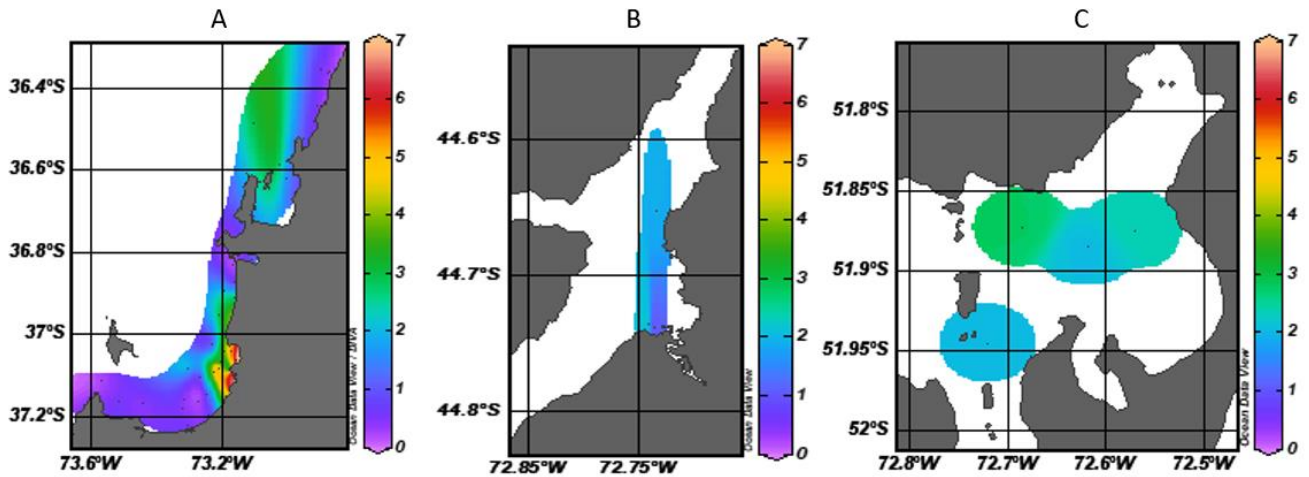 A
36.4°S
36.6°S
36.8°S
37°S
37.2°S
73.6°W 73.2°W
7
6
5
4
3
2
1
0
Ocean Data View / DIVA
B
44.6°S
44.7°S
44.8°S
72.85°W 72.75°W
7
6
5
4
3
2
1
0
Ocean Data View
C
51.8°S
51.85°S
51.9°S
51.95°S
52°S
72.8°W 72.7°W 72.6°W 72.5°W
7
6
5
4
3
2
1
0
Ocean Data View